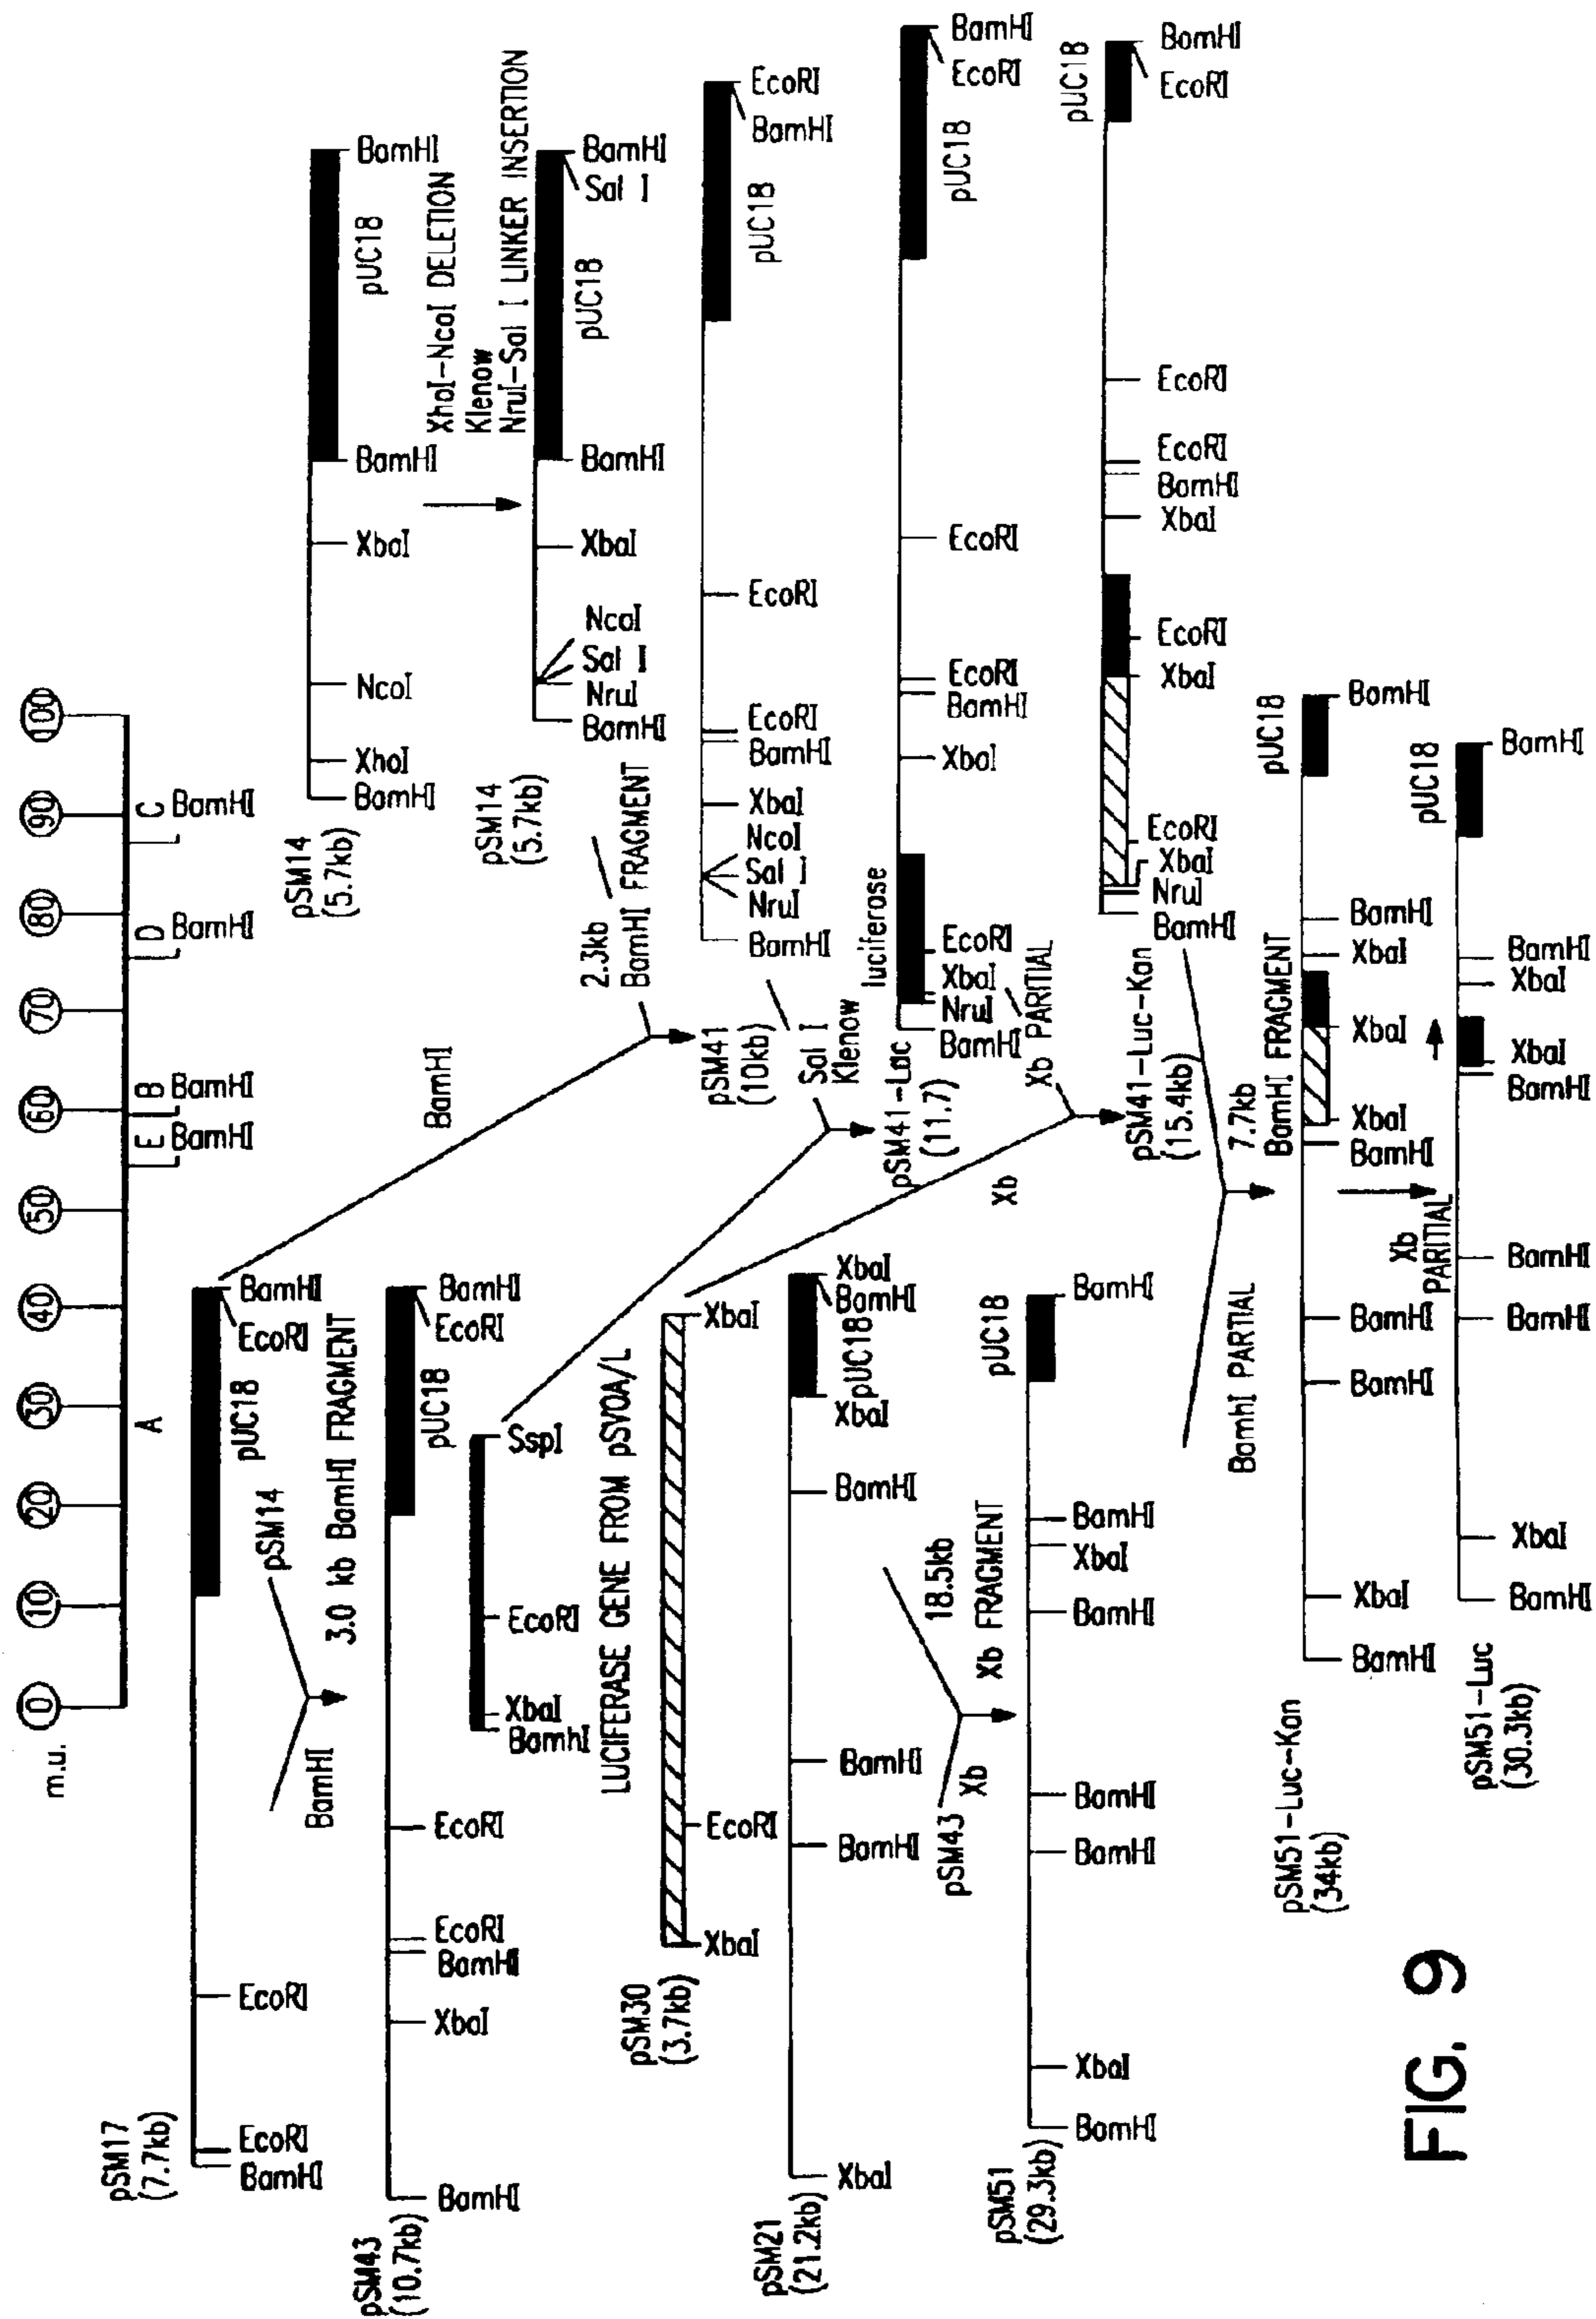 m.u.
0
10
20
30
40
50
60
70
80
90
100
A
E
B
D
C
BamHI
BamHI
BamHI
BamHI
pSM17
(7.7kb)
BamHI
EcoRI
EcoRI
pUC18
EcoRI
BamHI
BamHI
pSM14
3.0 kb BamHI FRAGMENT
pSM43
(10.7kb)
BamHI
XbaI
BamHI
EcoRI
EcoRI
pUC18
EcoRI
BamHI
BamhI
XbaI
EcoRI
SspI
LUCIFERASE GENE FROM pSVOA/L
pSM30
(3.7kb)
XbaI
EcoRI
XbaI
pSM21
(21.2kb)
XbaI
BamHI
BamHI
BamHI
XbaI
pUC18
BamHI
XbaI
pSM43
Xb
18.5kb
Xb FRAGMENT
pSM51
(29.3kb)
BamHI
XbaI
BamHI
BamHI
BamHI
XbaI
BamHI
pUC18
BamHI
pSM14
(5.7kb)
BamHI
XhoI
NcoI
XbaI
BamHI
pUC18
BamHI
XhoI-NcoI DELETION
Klenow
NruI-Sal I LINKER INSERTION
pSM14
(5.7kb)
BamHI
NruI
Sal I
NcoI
XbaI
BamHI
pUC18
Sal I
BamHI
BamHI
2.3kb
BamHI FRAGMENT
pSM41
(10kb)
BamHI
NruI
Sal I
NcoI
XbaI
BamHI
EcoRI
EcoRI
pUC18
BamHI
EcoRI
Sal I
Klenow
pSM41-Luc
(11.7)
luciferase
BamHI
NruI
XbaI
EcoRI
XbaI
BamHI
EcoRI
EcoRI
pUC18
EcoRI
BamHI
Xb
Xb PARITIAL
pSM41-Luc-Kan
(15.4kb)
BamHI
NruI
XbaI
EcoRI
XbaI
EcoRI
XbaI
BamHI
EcoRI
EcoRI
pUC18
EcoRI
BamHI
BamhI PARTIAL
7.7kb
BamHI FRAGMENT
pSM51-Luc-Kan
(34kb)
BamHI
XbaI
BamHI
BamHI
BamHI
XbaI
XbaI
XbaI
BamHI
pUC18
BamHI
Xb
PARITIAL
pSM51-Luc
(30.3kb)
BamHI
XbaI
BamHI
BamHI
BamHI
XbaI
XbaI
BamHI
pUC18
BamHI
FIG. 9